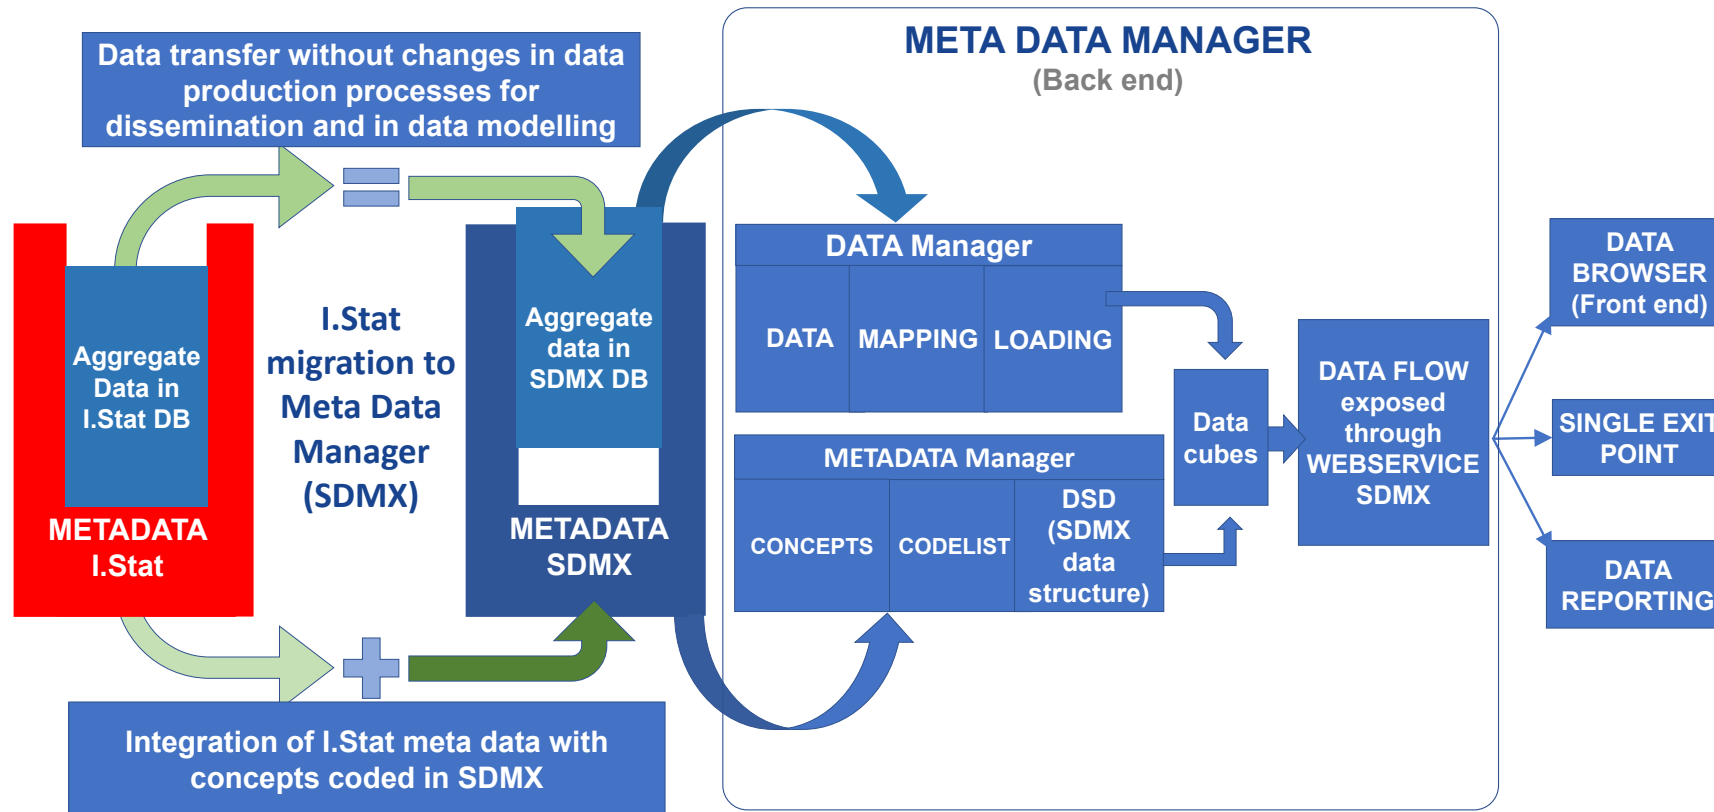 Data transfer without changes in data
production processes for
dissemination and in data modelling
META DATA MANAGER
(Back end)
Aggregate
Data in
I.Stat DB
METADATA
I.Stat
I.Stat
migration to
Meta Data
Manager
(SDMX)
Aggregate
data in
SDMX DB
METADATA
SDMX
DATA Manager
DATA
MAPPING
LOADING
METADATA Manager
CONCEPTS
CODELIST
DSD
(SDMX
data
structure)
Data
cubes
DATA FLOW
exposed
through
WEBSERVICE
SDMX
DATA
BROWSER
(Front end)
SINGLE EXIT
POINT
DATA
REPORTING
Integration of I.Stat meta data with
concepts coded in SDMX